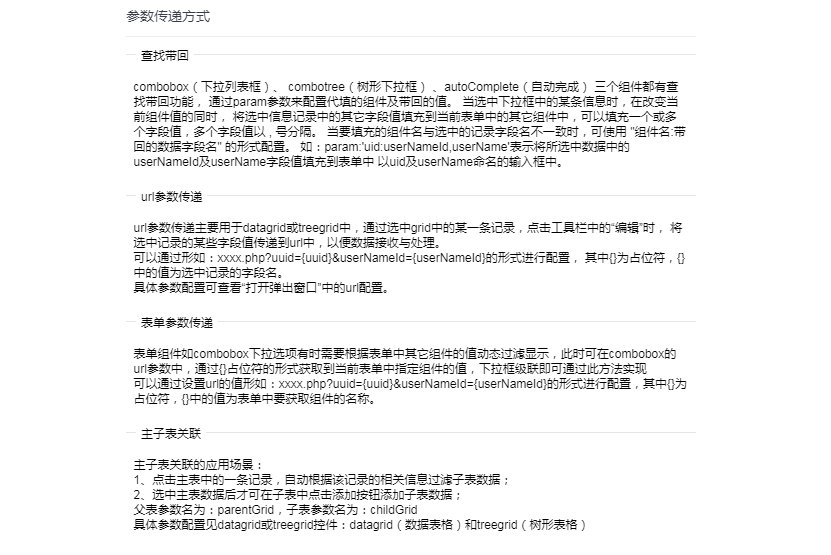 参数传递方式
查找带回
combobox（下拉列表框）、 combotree（树形下拉框） 、autoComplete（自动完成） 三个组件都有查
找带回功能， 通过param参数来配置代填的组件及带回的值。 当选中下拉框中的某条信息时，在改变当
前组件值的同时， 将选中信息记录中的其它字段值填充到当前表单中的其它组件中，可以填充一个或多
个字段值，多个字段值以 , 号分隔。 当要填充的组件名与选中的记录字段名不一致时，可使用 "组件名:带
回的数据字段名" 的形式配置。 如：param:'uid:userNameId,userName'表示将所选中数据中的
userNameId及userName字段值填充到表单中 以uid及userName命名的输入框中。
url参数传递
url参数传递主要用于datagrid或treegrid中，通过选中grid中的某一条记录，点击工具栏中的“编辑”时， 将
选中记录的某些字段值传递到url中，以便数据接收与处理。
可以通过形如：xxxx.php?uuid={uuid}&userNameId={userNameId}的形式进行配置， 其中{}为占位符，{}
中的值为选中记录的字段名。
具体参数配置可查看“打开弹出窗口”中的url配置。
表单参数传递
表单组件如combobox下拉选项有时需要根据表单中其它组件的值动态过滤显示，此时可在combobox的
url参数中，通过{}占位符的形式获取到当前表单中指定组件的值，下拉框级联即可通过此方法实现
可以通过设置url的值形如：xxxx.php?uuid={uuid}&userNameId={userNameId}的形式进行配置，其中{}为
占位符，{}中的值为表单中要获取组件的名称。
主子表关联
主子表关联的应用场景：
1、点击主表中的一条记录，自动根据该记录的相关信息过滤子表数据；
2、选中主表数据后才可在子表中点击添加按钮添加子表数据；
父表参数名为：parentGrid，子表参数名为：childGrid
具体参数配置见datagrid或treegrid控件：datagrid（数据表格）和treegrid（树形表格）